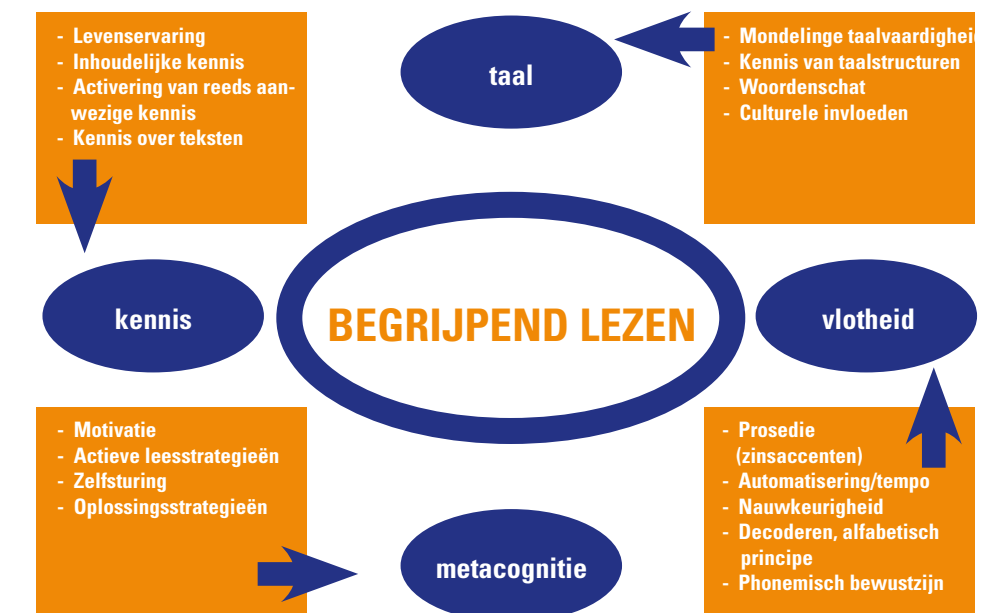 - Levenservaring
- Inhoudelijke kennis
- Activering van reeds aan-
wezige kennis
- Kennis over teksten
taal
- Mondelinge taalvaardigheid
- Kennis van taalstructuren
- Woordenschat
- Culturele invloeden
kennis
BEGRIJPEND LEZEN
vlotheid
- Motivatie
- Actieve leesstrategieën
- Zelfsturing
- Oplossingsstrategieën
metacognitie
- Prosedie
(zinsaccenten)
- Automatisering/tempo
- Nauwkeurigheid
- Decoderen, alfabetisch
principe
- Phonemisch bewustzijn